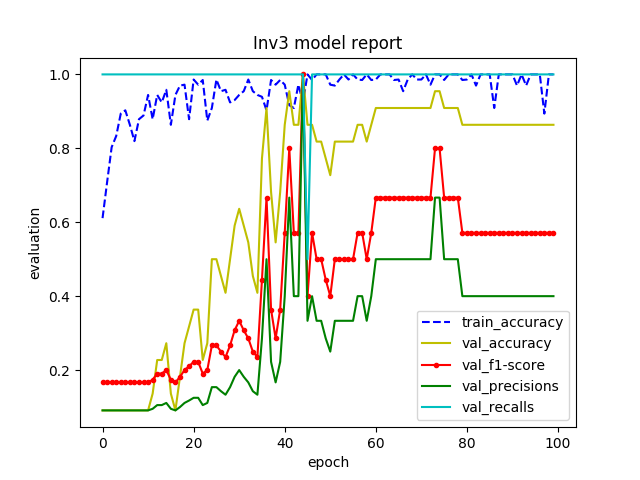 Inv3 model report
1.0
0.8
0.6
0.4
0.2
evaluation
train_accuracy
val_accuracy
val_f1-score
val_precisions
val_recalls
0 20 40 60 80 100
epoch